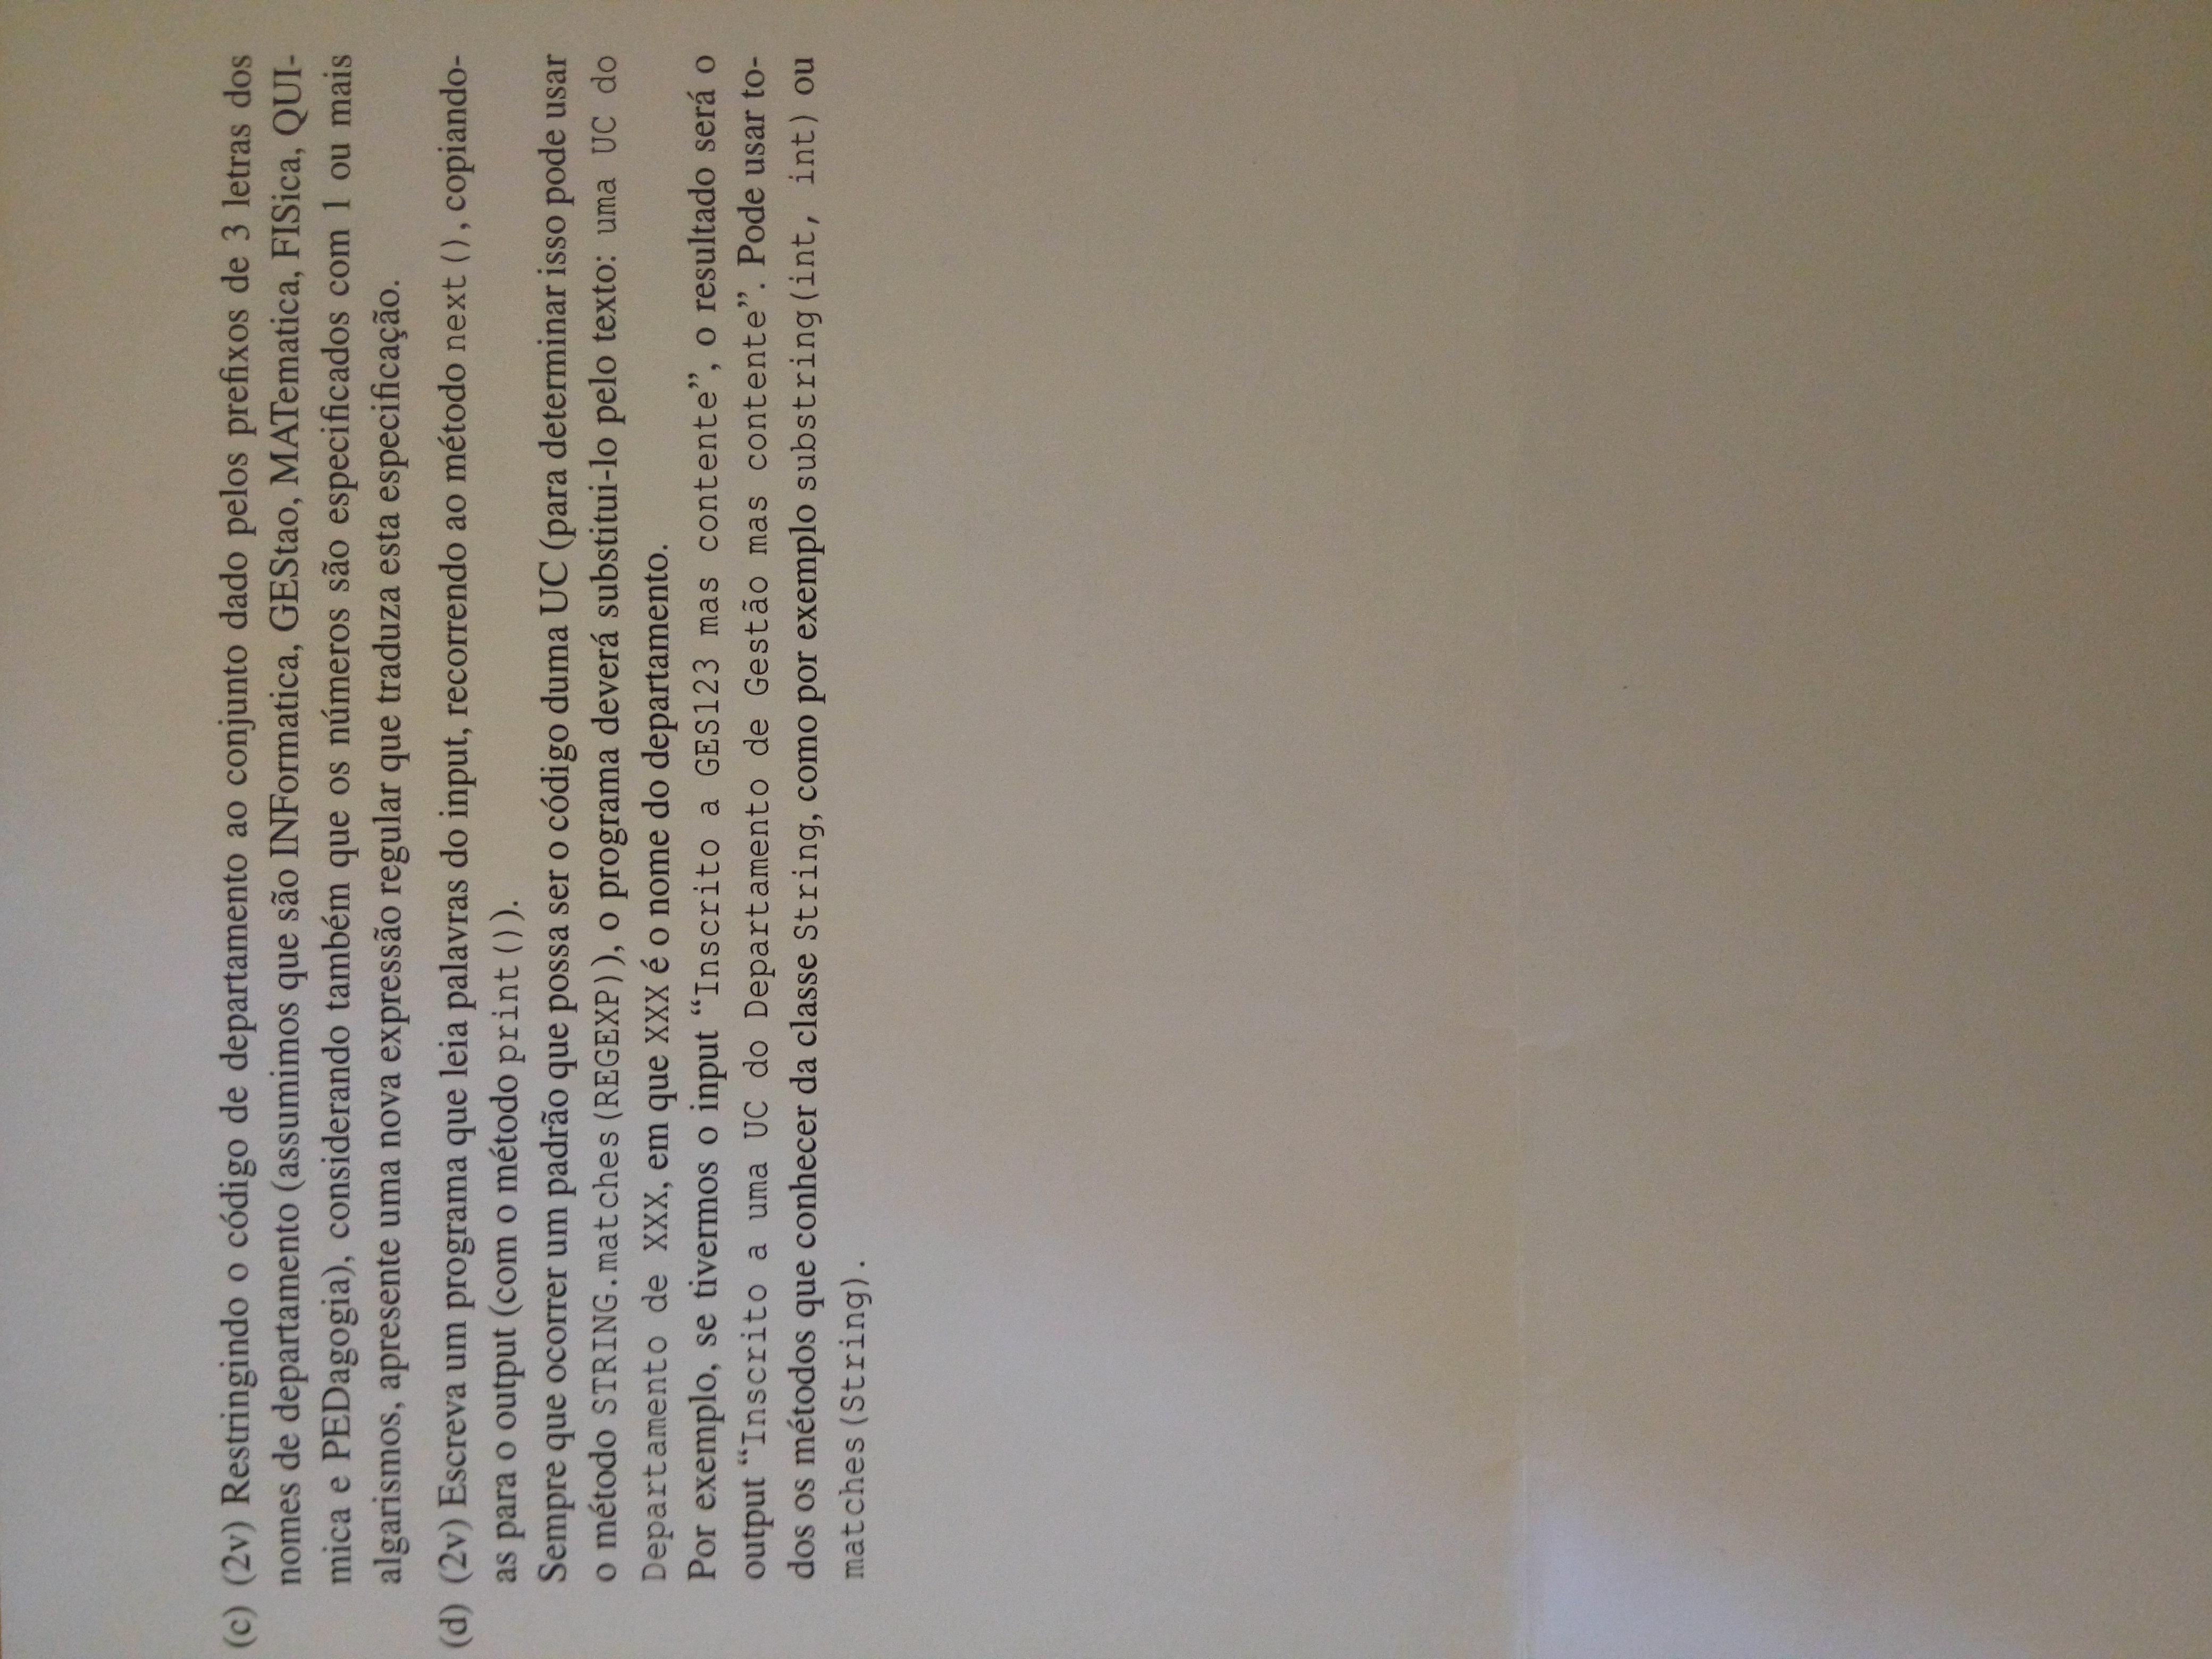 (c) (2v) Restringindo o código de departamento ao conjunto dado pelos prefixos de 3 letras dos
nomes de departamento (assumimos que são INFormatica, GEStao, MATematica, FISica, QUI-
mica e PEDagogia), considerando também que os números são especificados com 1 ou mais
algarismos, apresente uma nova expressão regular que traduza esta especificação.
(d) (2v) Escreva um programa que leia palavras do input, recorrendo ao método next(), copiando-
as para o output (com o método print()).
Sempre que ocorrer um padrão que possa ser o código duma UC (para determinar isso pode usar
o método STRING.matches(REGEXP)), o programa deverá substitui-lo pelo texto: uma UC do
Departamento de XXX, em que XXX é o nome do departamento.
Por exemplo, se tivermos o input “Inscrito a GES123 mas contente”, o resultado será o
output “Inscrito a uma UC do Departamento de Gestão mas contente”. Pode usar to-
dos os métodos que conhecer da classe String, como por exemplo substring(int, int) ou
matches(String).